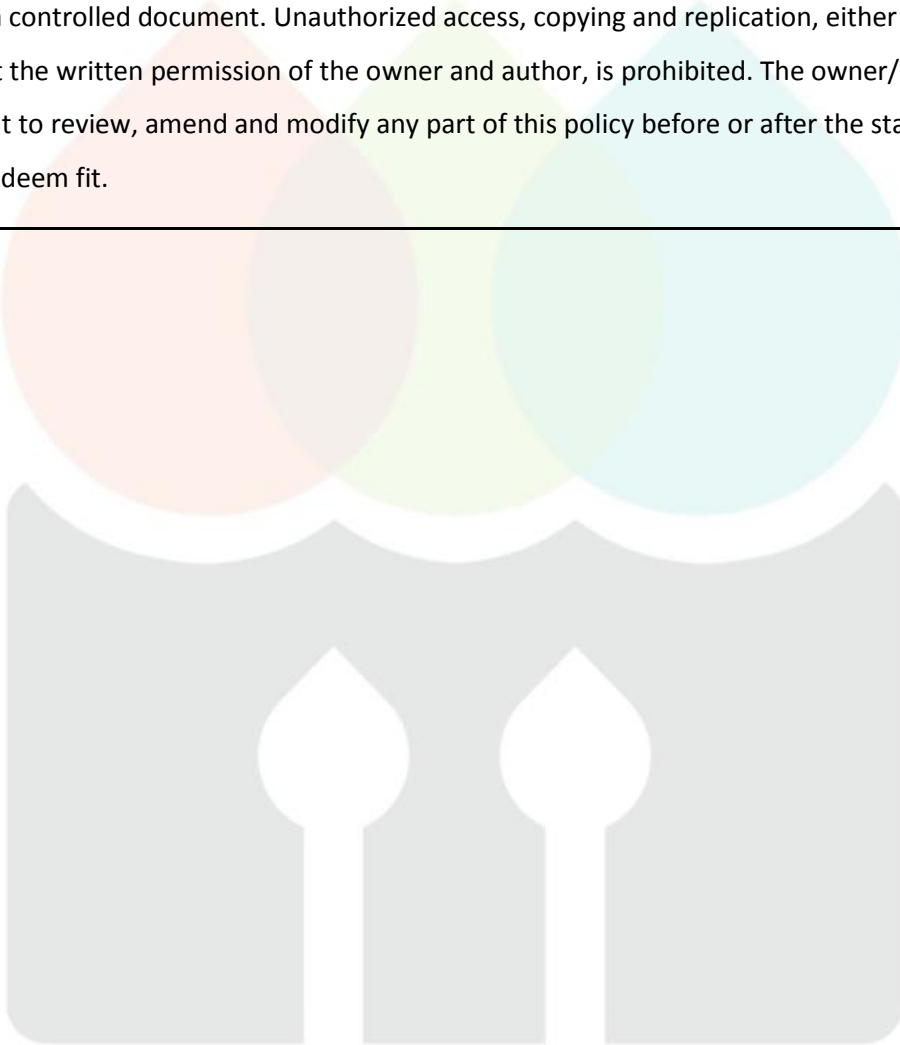 controlled document. Unauthorized access, copying and replication, either
the written permission of the owner and author, is prohibited. The owner/
to review, amend and modify any part of this policy before or after the
deem fit.